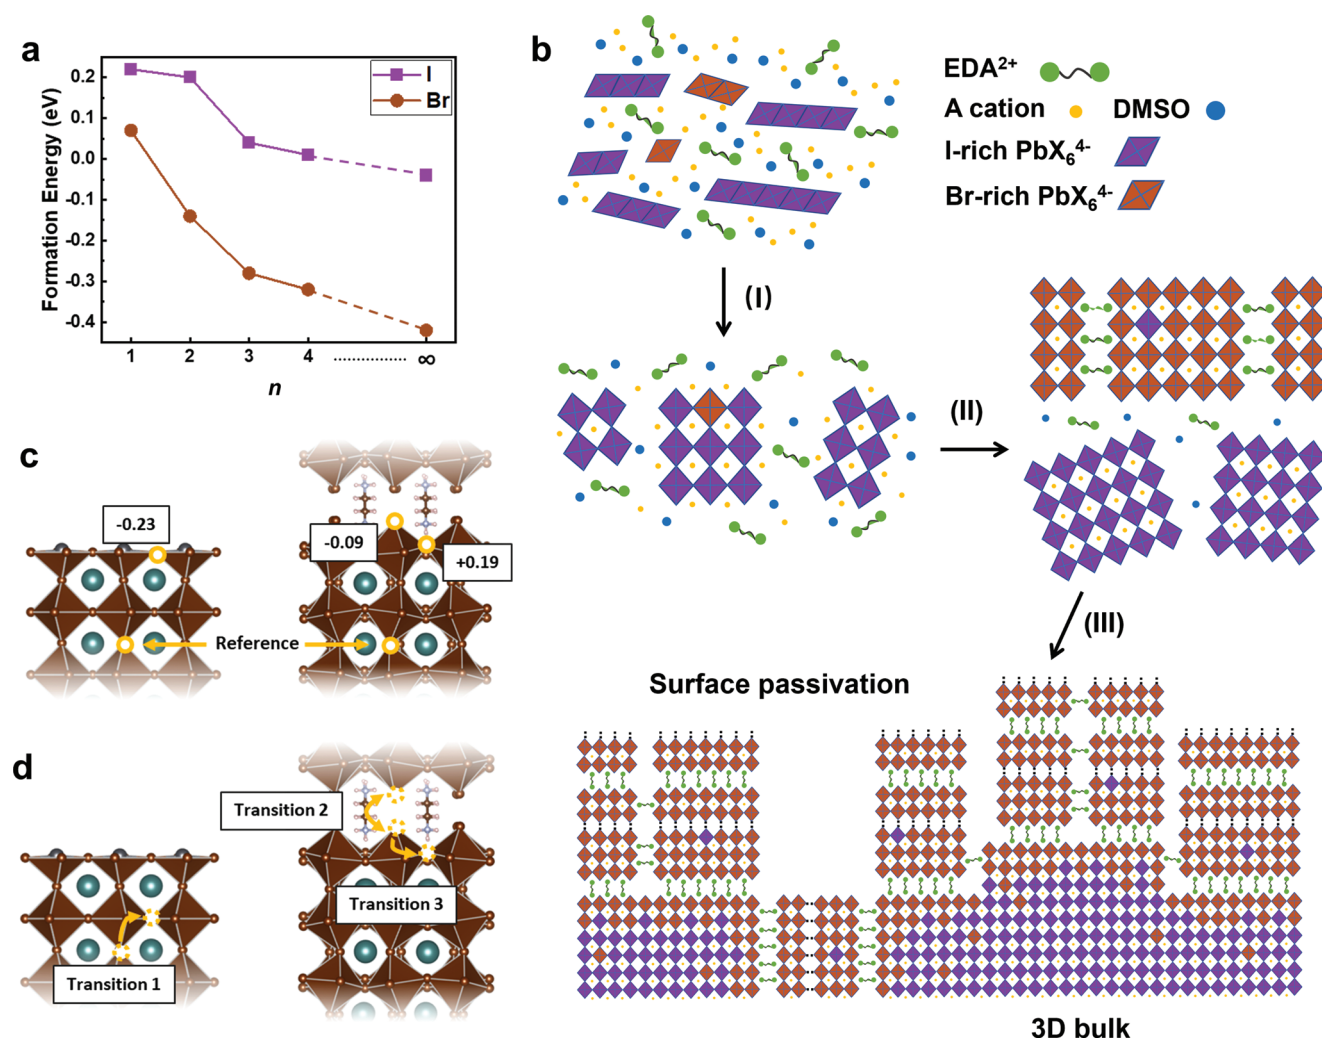 a
Formation Energy (eV)
0.2
0.1
0.0
-0.1
-0.2
-0.3
-0.4
I
Br
1
2
3
4
∞
n
b
EDA²⁺
A cation
DMSO
I-rich PbX₆⁴⁻
Br-rich PbX₆⁴⁻
(I)
(II)
(III)
Surface passivation
3D bulk
c
-0.23
-0.09
+0.19
Reference
d
Transition 1
Transition 2
Transition 3